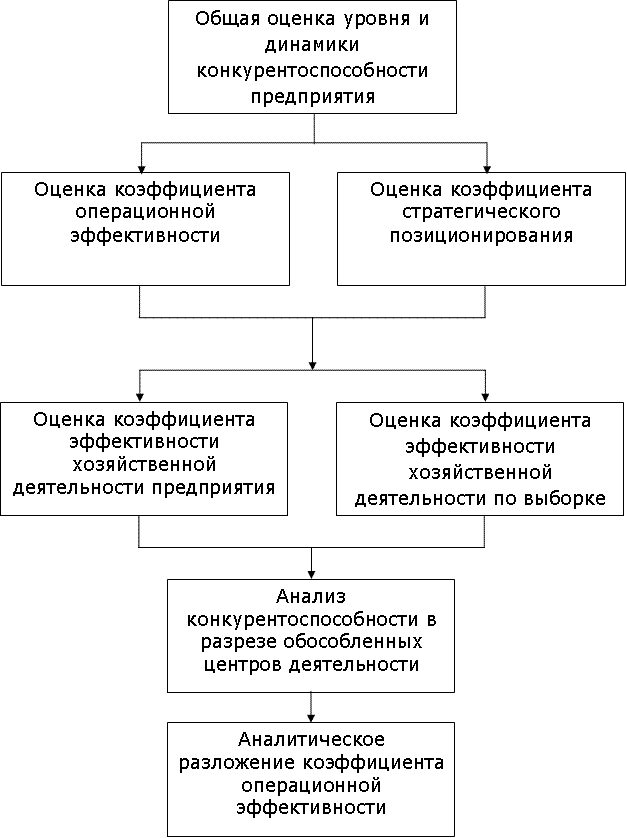 Общая оценка уровня и
динамики
конкурентоспособности
предприятия
Оценка коэффициента
операционной
эффективности
Оценка коэффициента
стратегического
позиционирования
Оценка коэффициента
эффективности
хозяйственной
деятельности предприятия
Оценка коэффициента
эффективности
хозяйственной
деятельности по выборке
Анализ
конкурентоспособности в
разрезе обособленных
центров деятельности
Аналитическое
разложение коэффициента
операционной
эффективности